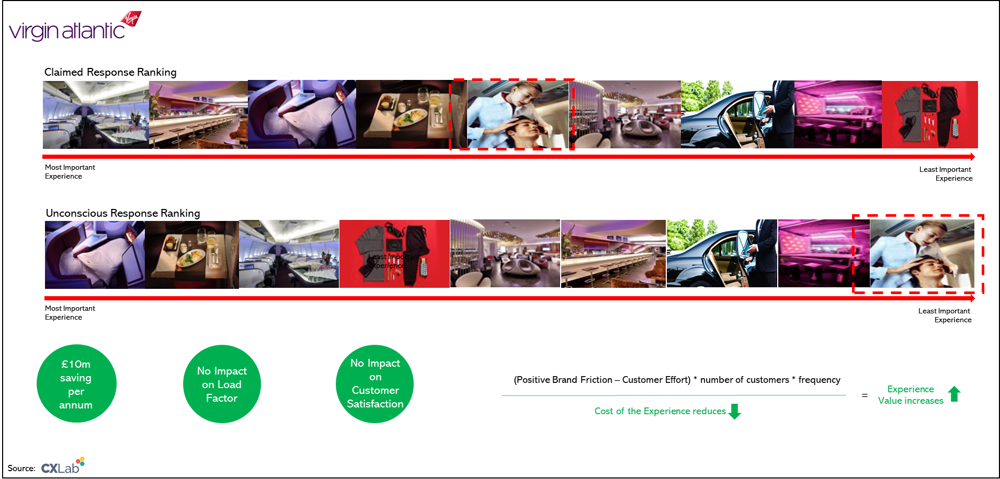 Virgin
virgin atlantic
Claimed Response Ranking
Most Important
Experience
Least Important
Experience
Unconscious Response Ranking
Least Important
Experience
Most Important
Experience
Least Important
Experience
£10m
saving
per
annum
No Impact
on Load
Factor
No Impact
on
Customer
Satisfaction
(Positive Brand Friction – Customer Effort) * number of customers * frequency
Cost of the Experience reduces
=
Experience
Value increases
Source: CXLab